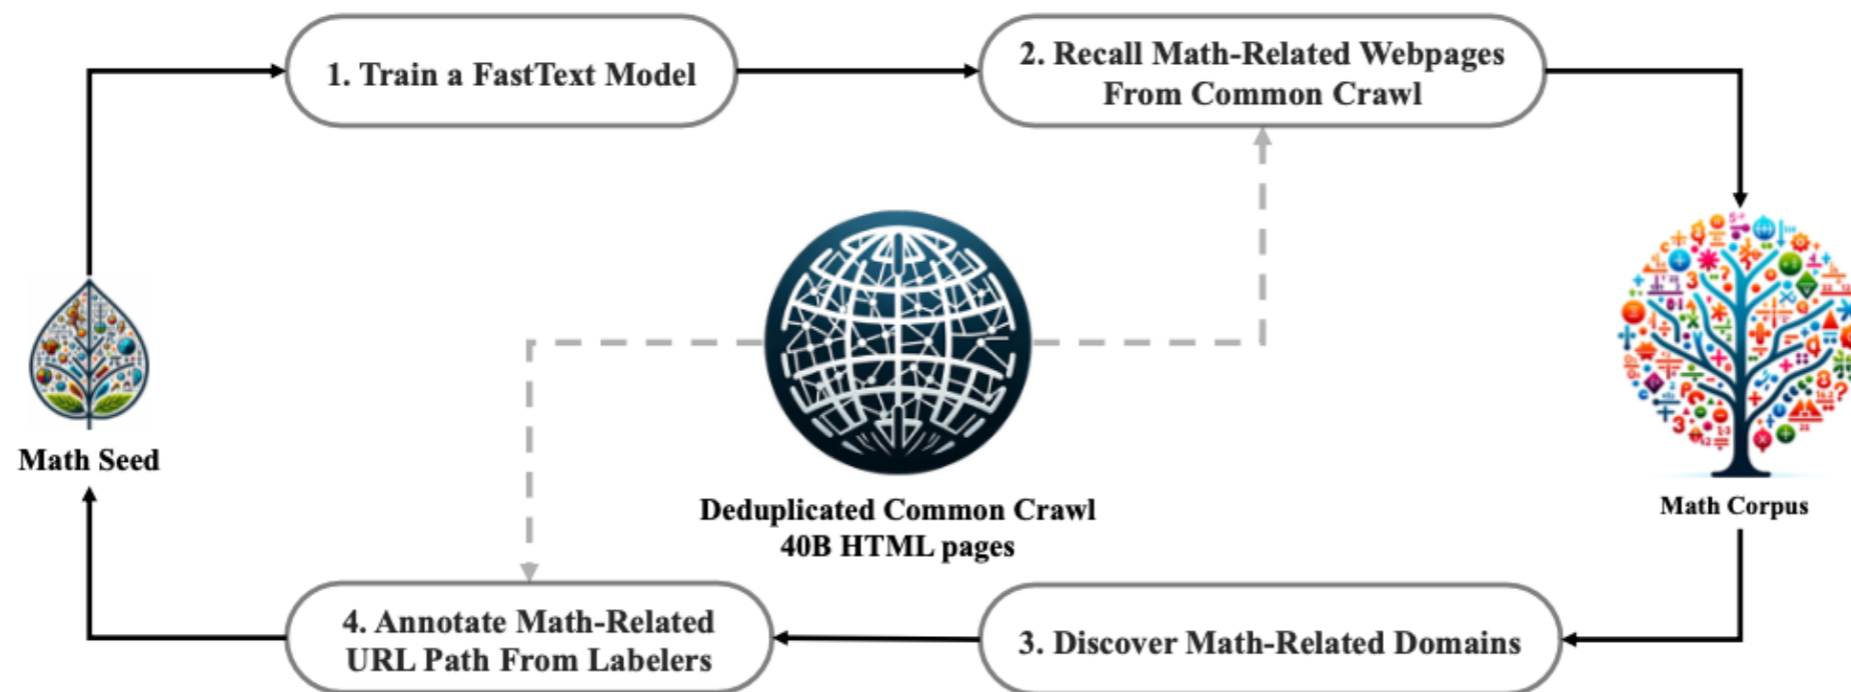 1. Train a FastText Model
2. Recall Math-Related Webpages
From Common Crawl
Math Seed
Deduplicated Common Crawl
40B HTML pages
Math Corpus
4. Annotate Math-Related
URL Path From Labelers
3. Discover Math-Related Domains